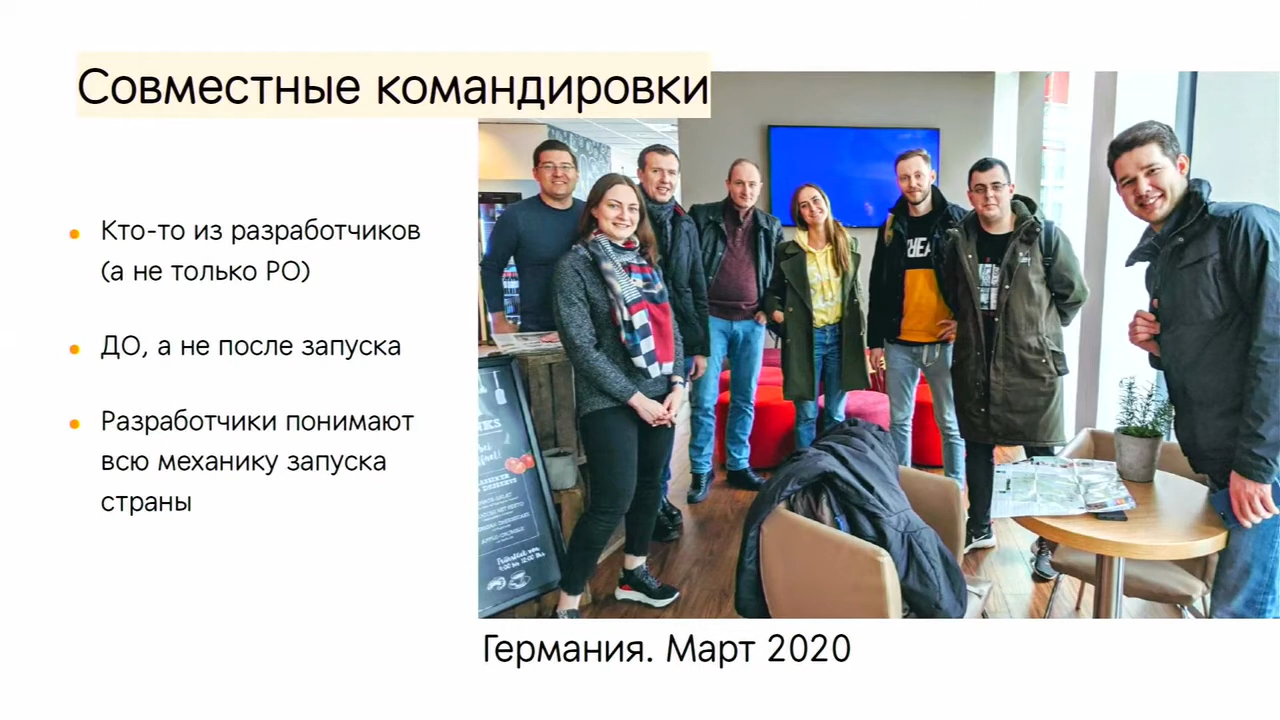 Совместные командировки
Кто-то из разработчиков
(а не только РО)
ДО, а не после запуска
Разработчики понимают
всю механику запуска
страны
Германия. Март 2020